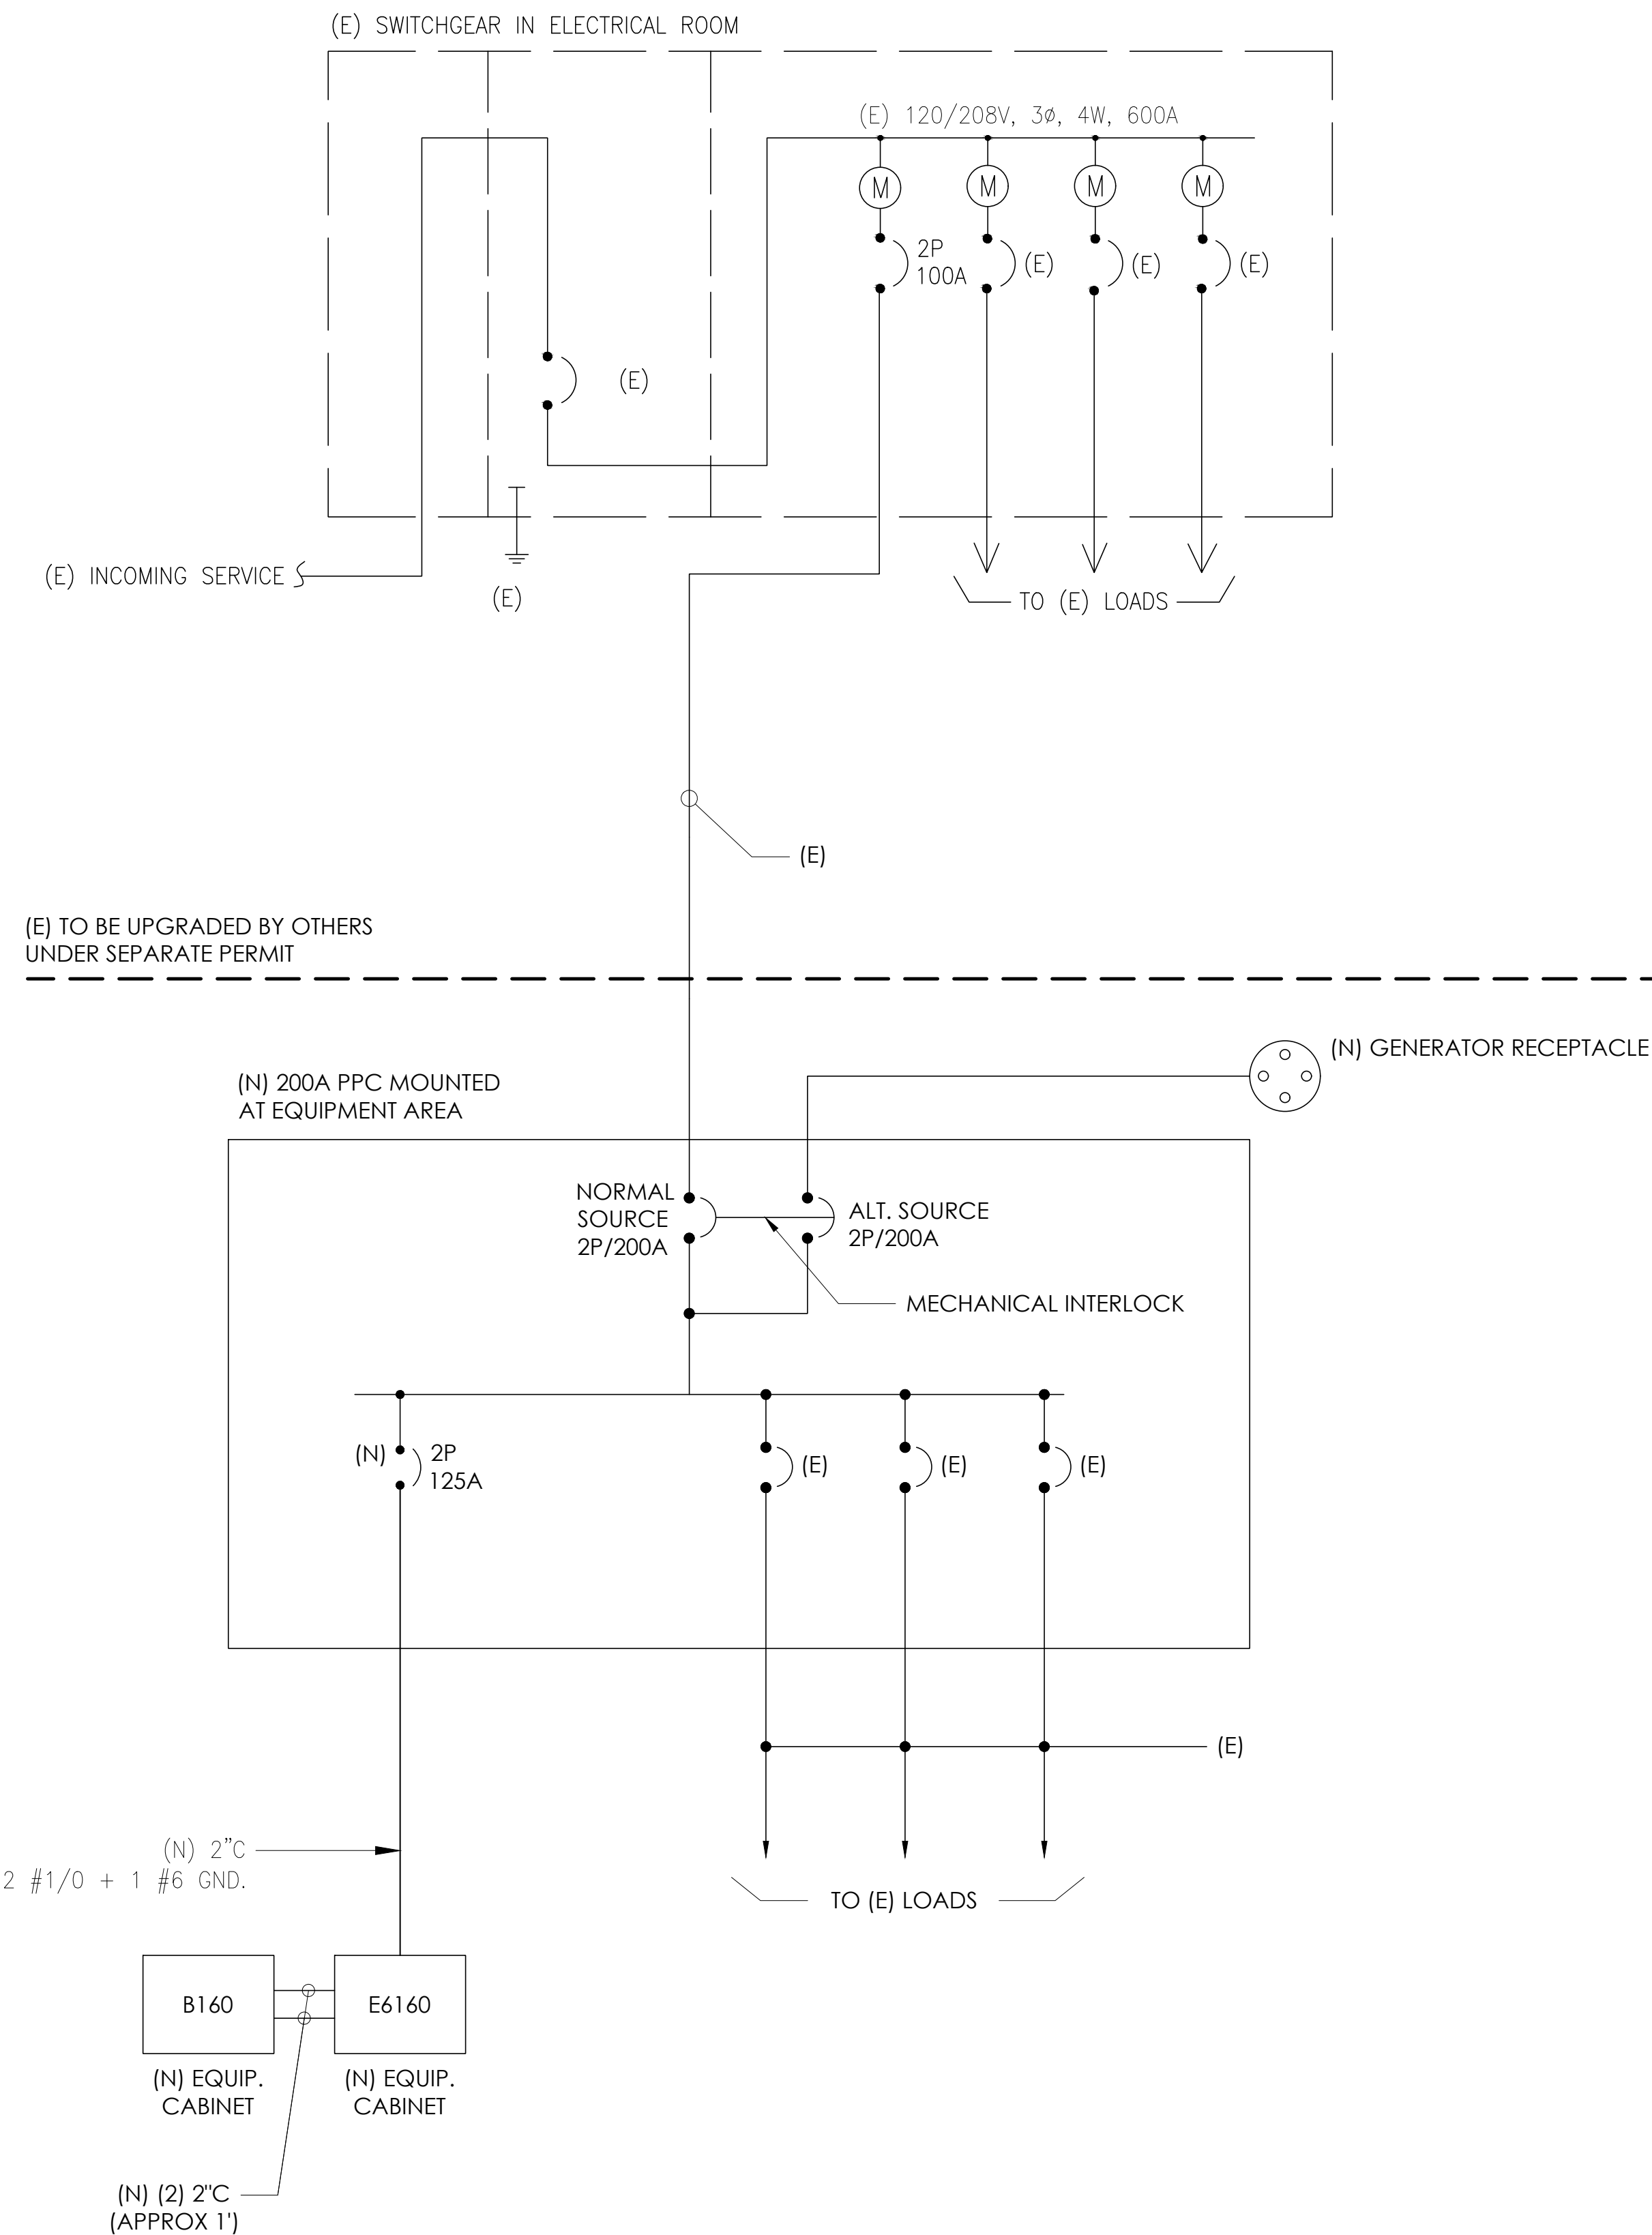 (E) SWITCHGEAR IN ELECTRICAL ROOM
(E) 120/208V, 3ø, 4W, 600A
M
M
M
M
2P
100A
(E)
(E)
(E)
(E)
(E) INCOMING SERVICE
(E)
TO (E) LOADS
(E)
(E) TO BE UPGRADED BY OTHERS
UNDER SEPARATE PERMIT
(N) GENERATOR RECEPTACLE
(N) 200A PPC MOUNTED
AT EQUIPMENT AREA
NORMAL
SOURCE
2P/200A
ALT. SOURCE
2P/200A
MECHANICAL INTERLOCK
(N)
2P
125A
(E)
(E)
(E)
(E)
(N) 2"C
2 #1/0 + 1 #6 GND.
TO (E) LOADS
B160
E6160
(N) EQUIP.
CABINET
(N) EQUIP.
CABINET
(N) (2) 2"C
(APPROX 1')